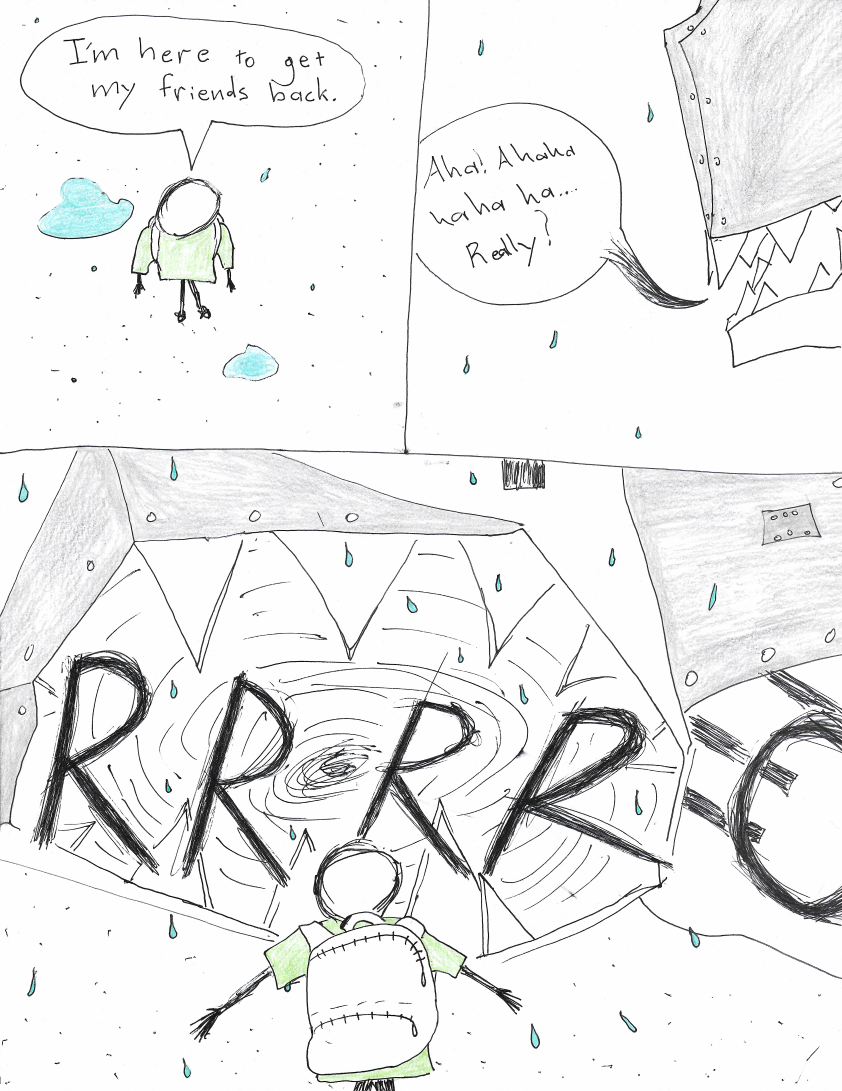 I'm here to get
my friends back.
Aha! Ahaha
haha ha....
Really?
RRRRO